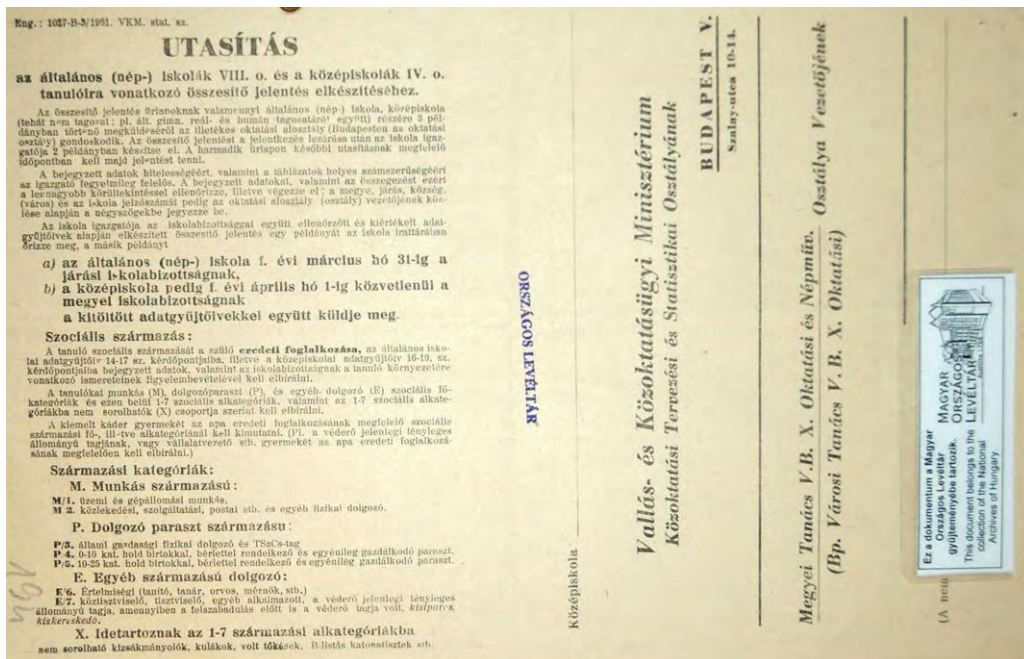 Eng.: 1027-B-3/1951. VKM. stat. sz.
UTASÍTÁS
az általános (nép-) iskolák VIII. o. és a középiskolák IV. o.
tanulóira vonatkozó összesítő jelentés elkészítéséhez.
Az összesítő jelentés űrlapoknak valamennyi általános (nép-) iskola, középiskola
(tehát nem tagozat: pl. ált. gimn. reál- és humán tagozatáról együtt) részére 3 pél-
dányban történő megküldéséről az illetékes oktatási alosztály (Budapesten az oktatási
osztály) gondoskodik. Az összesítő jelentést a jelentkezés lezárása után az iskola igaz-
gatója 2 példányban készítse el. A harmadik űrlapon későbbi utasításnak megfelelő
időpontban kell majd jelentést tenni.
A bejegyzett adatok hitelességéért, valamint a táblázatok helyes számszerűségéért
az igazgató fegyelmileg felelős. A bejegyzett adatokat, valamint az összegezést ezért
a legnagyobb körültekintéssel ellenőrizze, illetve végezze el; a megye, járás, község,
(város) és az iskola jelzőszámát pedig az oktatási alosztály (osztály) vezetőjének köz-
lése alapján a négyszögekbe jegyezze be.
Az iskola igazgatója az iskolabizottsággal együtt ellenőrzött és kiértékelt adat-
gyűjtőívek alapján elkészített összesítő jelentés egy példányát az iskola irattárában
őrizze meg, a másik példányt
a) az általános (nép-) iskola f. évi március hó 31-ig a
járási iskolabizottságnak,
b) a középiskola pedig f. évi április hó 1-ig közvetlenül a
megyei iskolabizottságnak
a kitöltött adatgyűjtőívekkel együtt küldje meg.
Szociális származás:
A tanuló szociális származását a szülő eredeti foglalkozása, az általános isko-
lai adatgyűjtőív 14-17 sz. kérdőpontjaiba, illetve a középiskolai adatgyűjtőív 16-19. sz.
kérdőpontjaiba bejegyzett adatok, valamint az iskolabizottságnak a tanuló környezetére
vonatkozó ismereteinek figyelembevételével kell elbírálni.
A tanulókat munkás (M), dolgozóparaszt (P), és egyéb- dolgozó (E) szociális fő-
kategóriák és ezen belül 1-7 szociális alkategóriák, valamint az 1-7 szociális alkate-
góriákba nem sorolhatók (X) csoportja szerint kell elbírálni.
A kiemelt káder gyermekét az apa eredeti foglalkozásának megfelelő szociális
származási fő-, illetve alkategóriánál kell kimutatni. (Pl. a véderő jelenlegi tényleges
állományú tagjának, vagy vállalatvezető stb. gyermekét az apa eredeti foglalkozá-
sának megfelelően kell elbírálni.)
Származási kategóriák:
M. Munkás származású:
M/1. üzemi és gépállomási munkás,
M 2. közlekedési, szolgáltatási, postai stb. és egyéb fizikai dolgozó.
P. Dolgozó paraszt származású:
P/3. állami gazdasági fizikai dolgozó és TSzCs-tag
P 4. 0-10 kat. hold birtokkal, bérlettel rendelkező és egyénileg gazdálkodó paraszt.
P/5. 10-25 kat. hold birtokkal, bérlettel rendelkező és egyénileg gazdálkodó paraszt.
E. Egyéb származású dolgozó:
E/6. Értelmiségi (tanító, tanár, orvos, mérnök, stb.)
E/7. köztisztviselő, tisztviselő, egyéb alkalmazott, a véderő jelenlegi tényleges
állományú tagja, amennyiben a felszabadulás előtt is a véderő tagja volt, kisiparos,
kiskereskedő.
X. Idetartoznak az 1-7 származási alkategóriákba
nem sorolható kizsákmányolók, kulákok, volt tőkések. B-listás katonatisztek stb.
ORSZÁGOS LEVÉLTÁR
Középiskola
Vallás- és Közoktatásügyi Minisztérium
Közoktatási Tervezési és Statisztikai Osztályának
BUDAPEST V.
Szalay-utca 10-14.
Megyei Tanács V.B. X. Oktatási és Népműv. Osztálya Vezetőjének
(Bp. Városi Tanács V. B. X. Oktatási)
Ez a dokumentum a Magyar
Országos Levéltár
gyűjteményébe tartozik.
This document belongs to the
collection of the National
Archives of Hungary.
MAGYAR
ORSZÁGOS
LEVÉLTÁR
(A nem